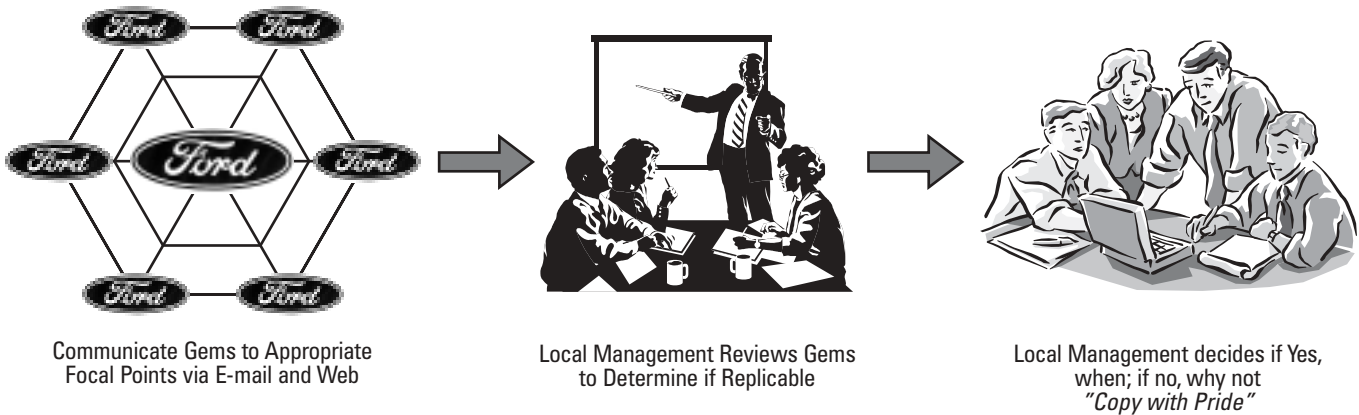 Ford Ford
Ford Ford Ford
Ford Ford
Communicate Gems to Appropriate
Focal Points via E-mail and Web
Local Management Reviews Gems
to Determine if Replicable
Local Management decides if Yes,
when; if no, why not
"Copy with Pride"